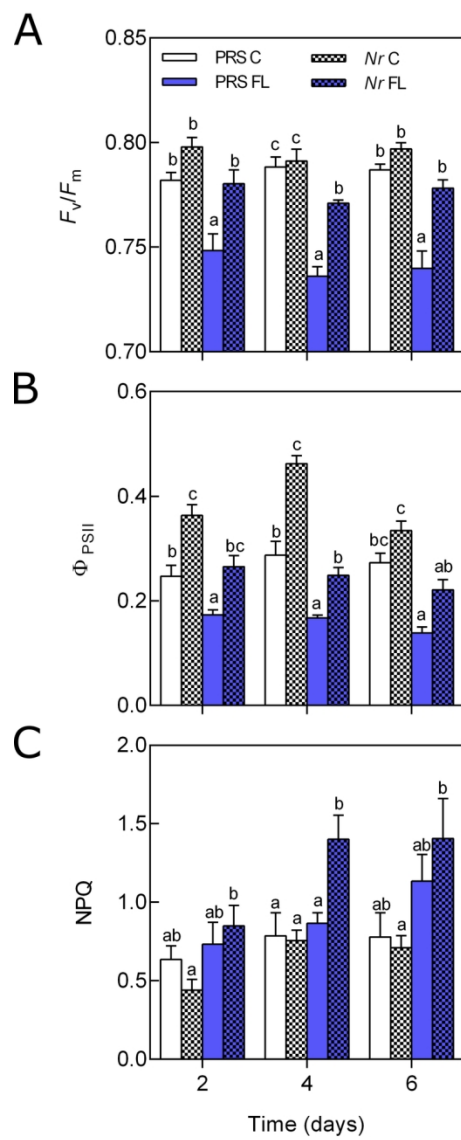 A
0.85
PRS C
Nr C
PRS FL
Nr FL
0.80
0.75
0.70
Fv/Fm
b b a b
c c a b
b b a b
B
0.6
0.4
0.2
0.0
ΦPSII
b c a bc
b c a b
bc c a ab
C
2.0
1.5
1.0
0.5
0.0
NPQ
ab a ab b
a a a b
ab a ab b
2 4 6
Time (days)